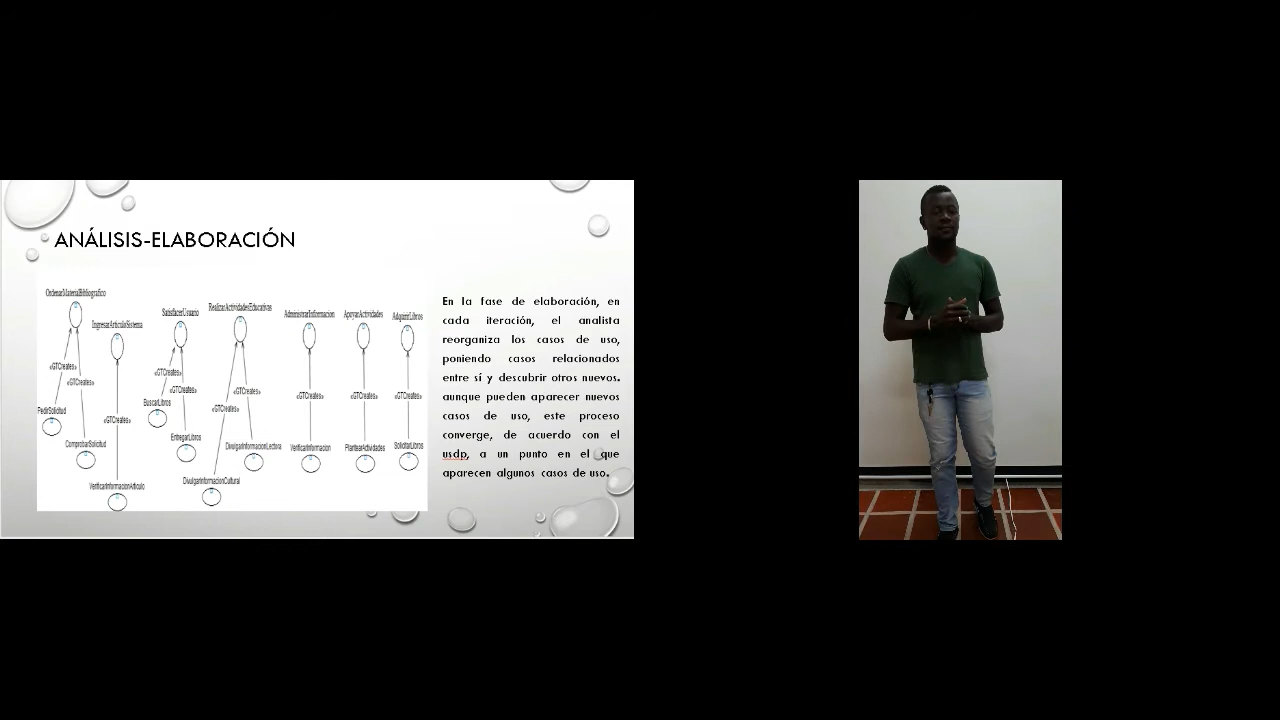 ANÁLISIS-ELABORACIÓN
OrdenarMaterialBibliografico
IngresarArticuloSistema
SatisfacerUsuario
RealizarActividadesEducativas
AdministrarInformacion
ApoyarActividades
AdquirirLibros
«GTCreates»
«GTCreates»
«GTCreates»
«GTCreates»
«GTCreates»
«GTCreates»
«GTCreates»
«GTCreates»
«GTCreates»
«GTCreates»
PedirSolicitud
ComprobarSolicitud
VerificarInformacionArticulo
BuscarLibros
EntregarLibros
DivulgarInformacionCultural
DivulgarInformacionLectora
VerificarInformacion
PlantearActividades
SolicitarLibros
En la fase de elaboración, en
cada iteración, el analista
reorganiza los casos de uso,
poniendo casos relacionados
entre sí y descubrir otros nuevos.
aunque pueden aparecer nuevos
casos de uso, este proceso
converge, de acuerdo con el
usdp, a un punto en el que
aparecen algunos casos de uso.